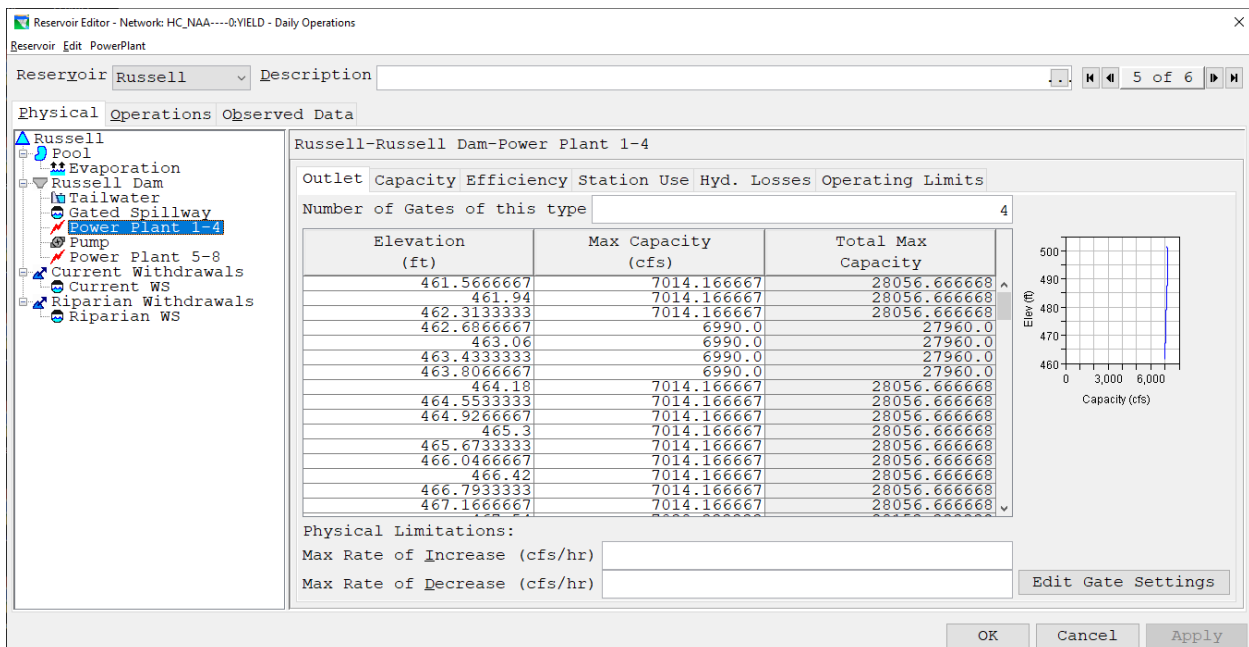 Reservoir Editor - Network: HC_NAA----0:YIELD - Daily Operations
Reservoir Edit PowerPlant
Reservoir Russell Description ... 5 of 6
Physical Operations Observed Data
Russell
Pool
Evaporation
Russell Dam
Tailwater
Gated Spillway
Power Plant 1-4
Pump
Power Plant 5-8
Current Withdrawals
Current WS
Riparian Withdrawals
Riparian WS
Russell-Russell Dam-Power Plant 1-4
Outlet Capacity Efficiency Station Use Hyd. Losses Operating Limits
Number of Gates of this type 4
Elevation Max Capacity Total Max
(ft) (cfs) Capacity
461.5666667 7014.166667 28056.666668
461.94 7014.166667 28056.666668
462.3133333 7014.166667 28056.666668
462.6866667 6990.0 27960.0
463.06 6990.0 27960.0
463.4333333 6990.0 27960.0
463.8066667 6990.0 27960.0
464.18 7014.166667 28056.666668
464.5533333 7014.166667 28056.666668
464.9266667 7014.166667 28056.666668
465.3 7014.166667 28056.666668
465.6733333 7014.166667 28056.666668
466.0466667 7014.166667 28056.666668
466.42 7014.166667 28056.666668
466.7933333 7014.166667 28056.666668
467.1666667 7014.166667 28056.666668
500
490
480
470
460
Elev (ft)
0 3,000 6,000
Capacity (cfs)
Physical Limitations:
Max Rate of Increase (cfs/hr)
Max Rate of Decrease (cfs/hr)
Edit Gate Settings
OK Cancel Apply